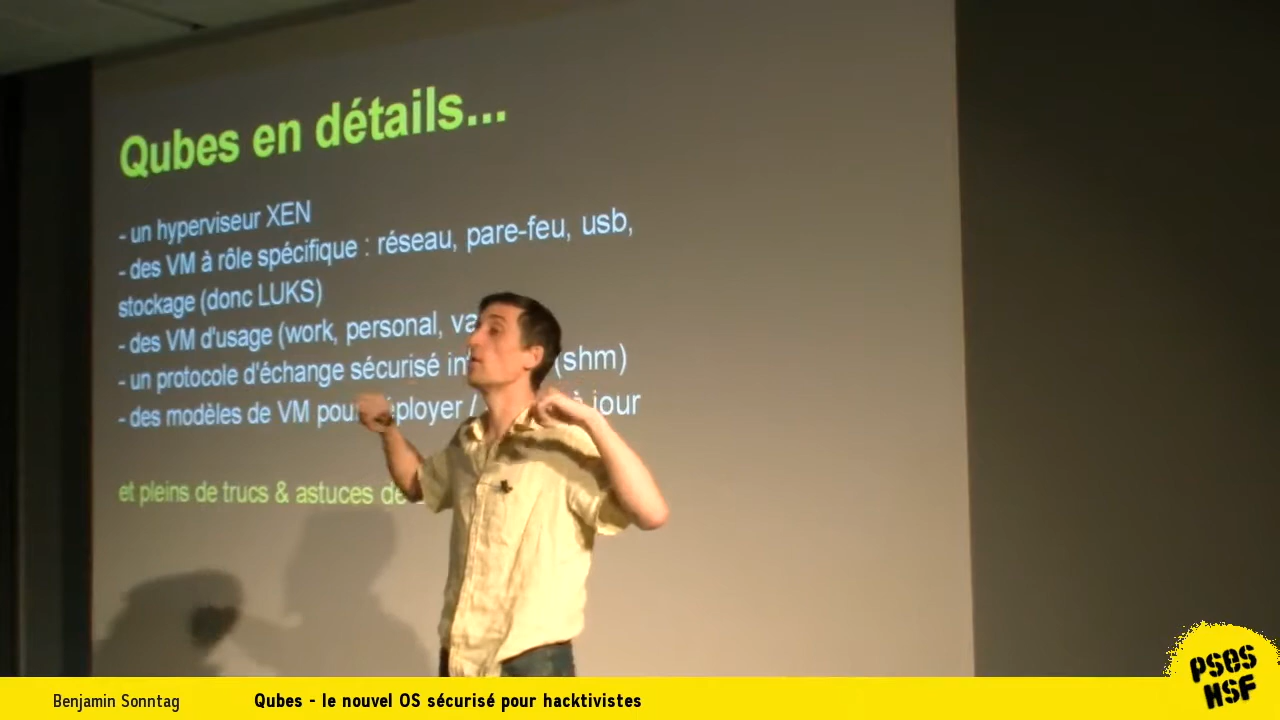 Qubes en détails...
- un hyperviseur XEN
- des VM à rôle spécifique : réseau, pare-feu, usb,
stockage (donc LUKS)
- des VM d'usage (work, personal,
- un protocole d'échange sécurisé (shm)
- des modèles de VM /  à jour
et pleins de trucs & astuces
Benjamin Sonntag Qubes - le nouvel OS sécurisé pour hacktivistes
PSES
HSF